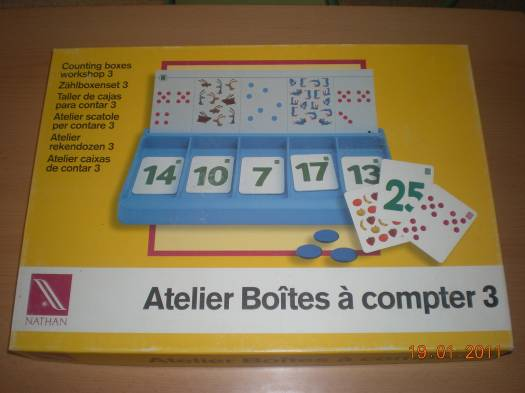 Counting boxes
workshop 3
Zählboxenset 3
Taller de cajas
para contar 3
Atelier scatole
per contare 3
Atelier
rekendozen 3
Atelier caixas
de contar 3
14 10 7 17 13
25
NATHAN
Atelier Boîtes à compter 3
Atelier Boîtes à
19.01.2011